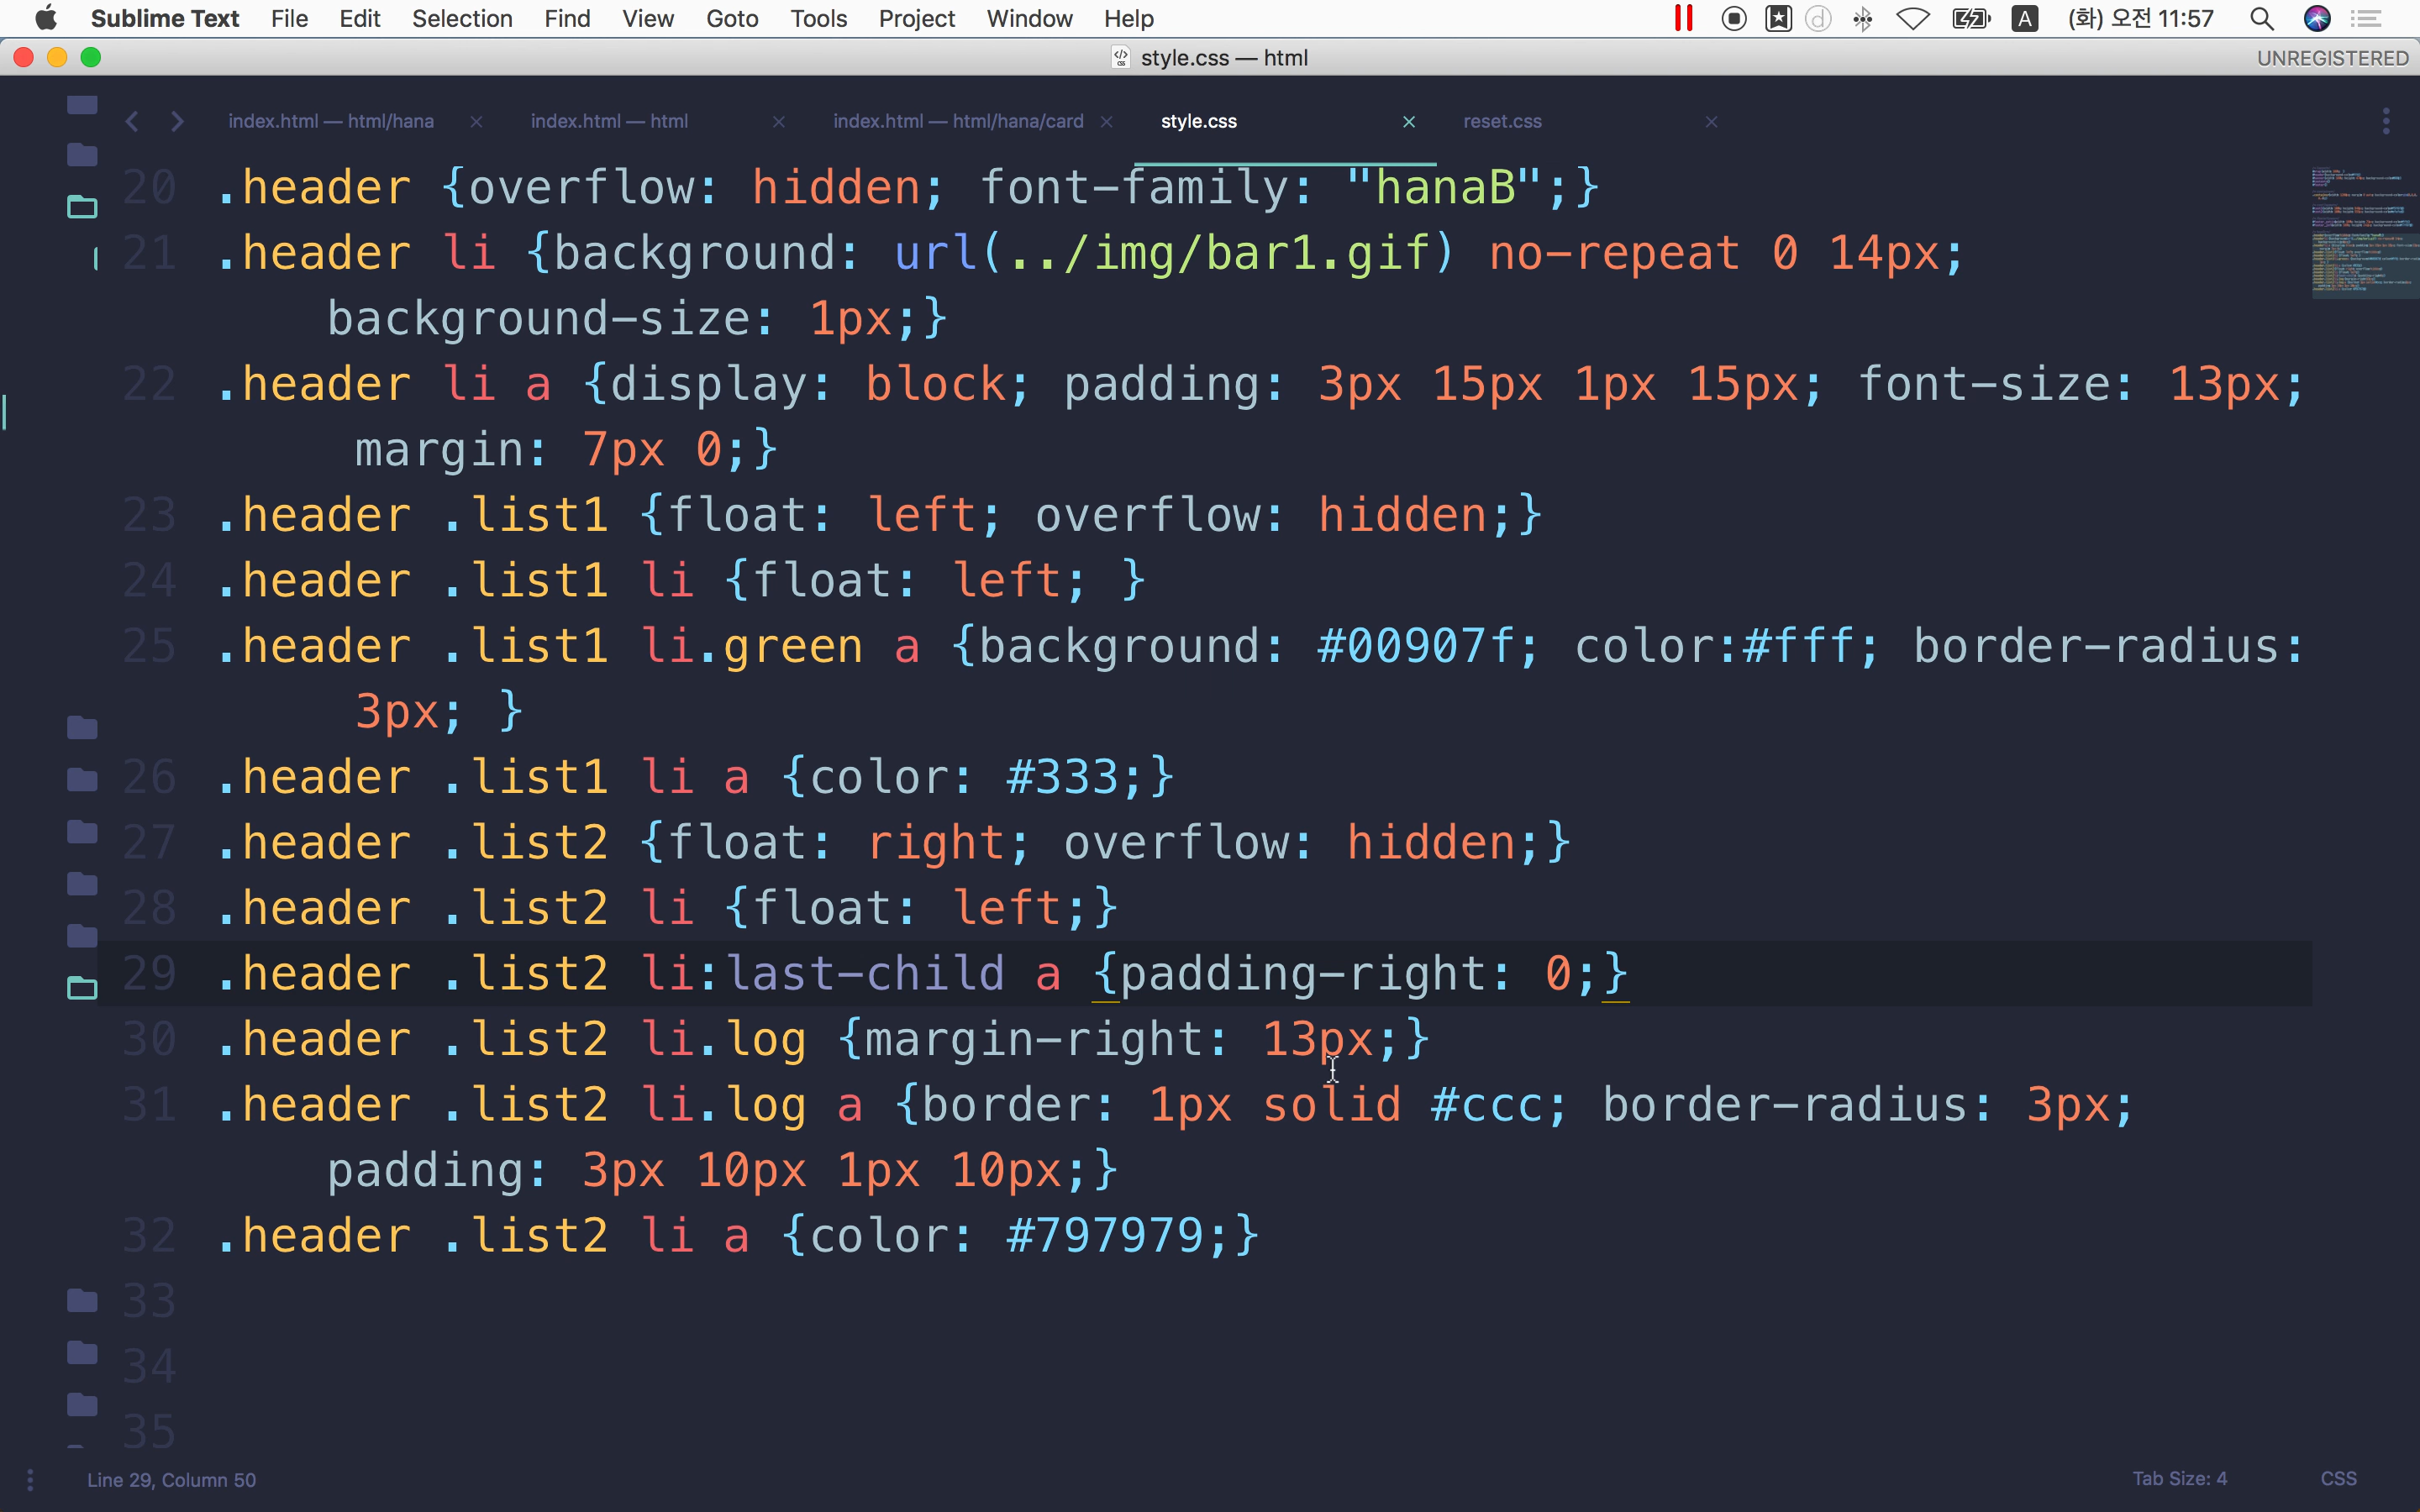 Sublime Text File Edit Selection Find View Goto Tools Project Window Help A (화) 오전 11:57
style.css — html UNREGISTERED
index.html — html/hana index.html — html index.html — html/hana/card style.css reset.css
20 .header {overflow: hidden; font-family: "hanaB";}
21 .header li {background: url(../img/bar1.gif) no-repeat 0 14px;
background-size: 1px;}
22 .header li a {display: block; padding: 3px 15px 1px 15px; font-size: 13px;
margin: 7px 0;}
23 .header .list1 {float: left; overflow: hidden;}
24 .header .list1 li {float: left; }
25 .header .list1 li.green a {background: #00907f; color:#fff; border-radius:
3px; }
26 .header .list1 li a {color: #333;}
27 .header .list2 {float: right; overflow: hidden;}
28 .header .list2 li {float: left;}
29 .header .list2 li:last-child a {padding-right: 0;}
30 .header .list2 li.log {margin-right: 13px;}
31 .header .list2 li.log a {border: 1px solid #ccc; border-radius: 3px;
padding: 3px 10px 1px 10px;}
32 .header .list2 li a {color: #797979;}
33
34
35
Line 29, Column 50 Tab Size: 4 CSS